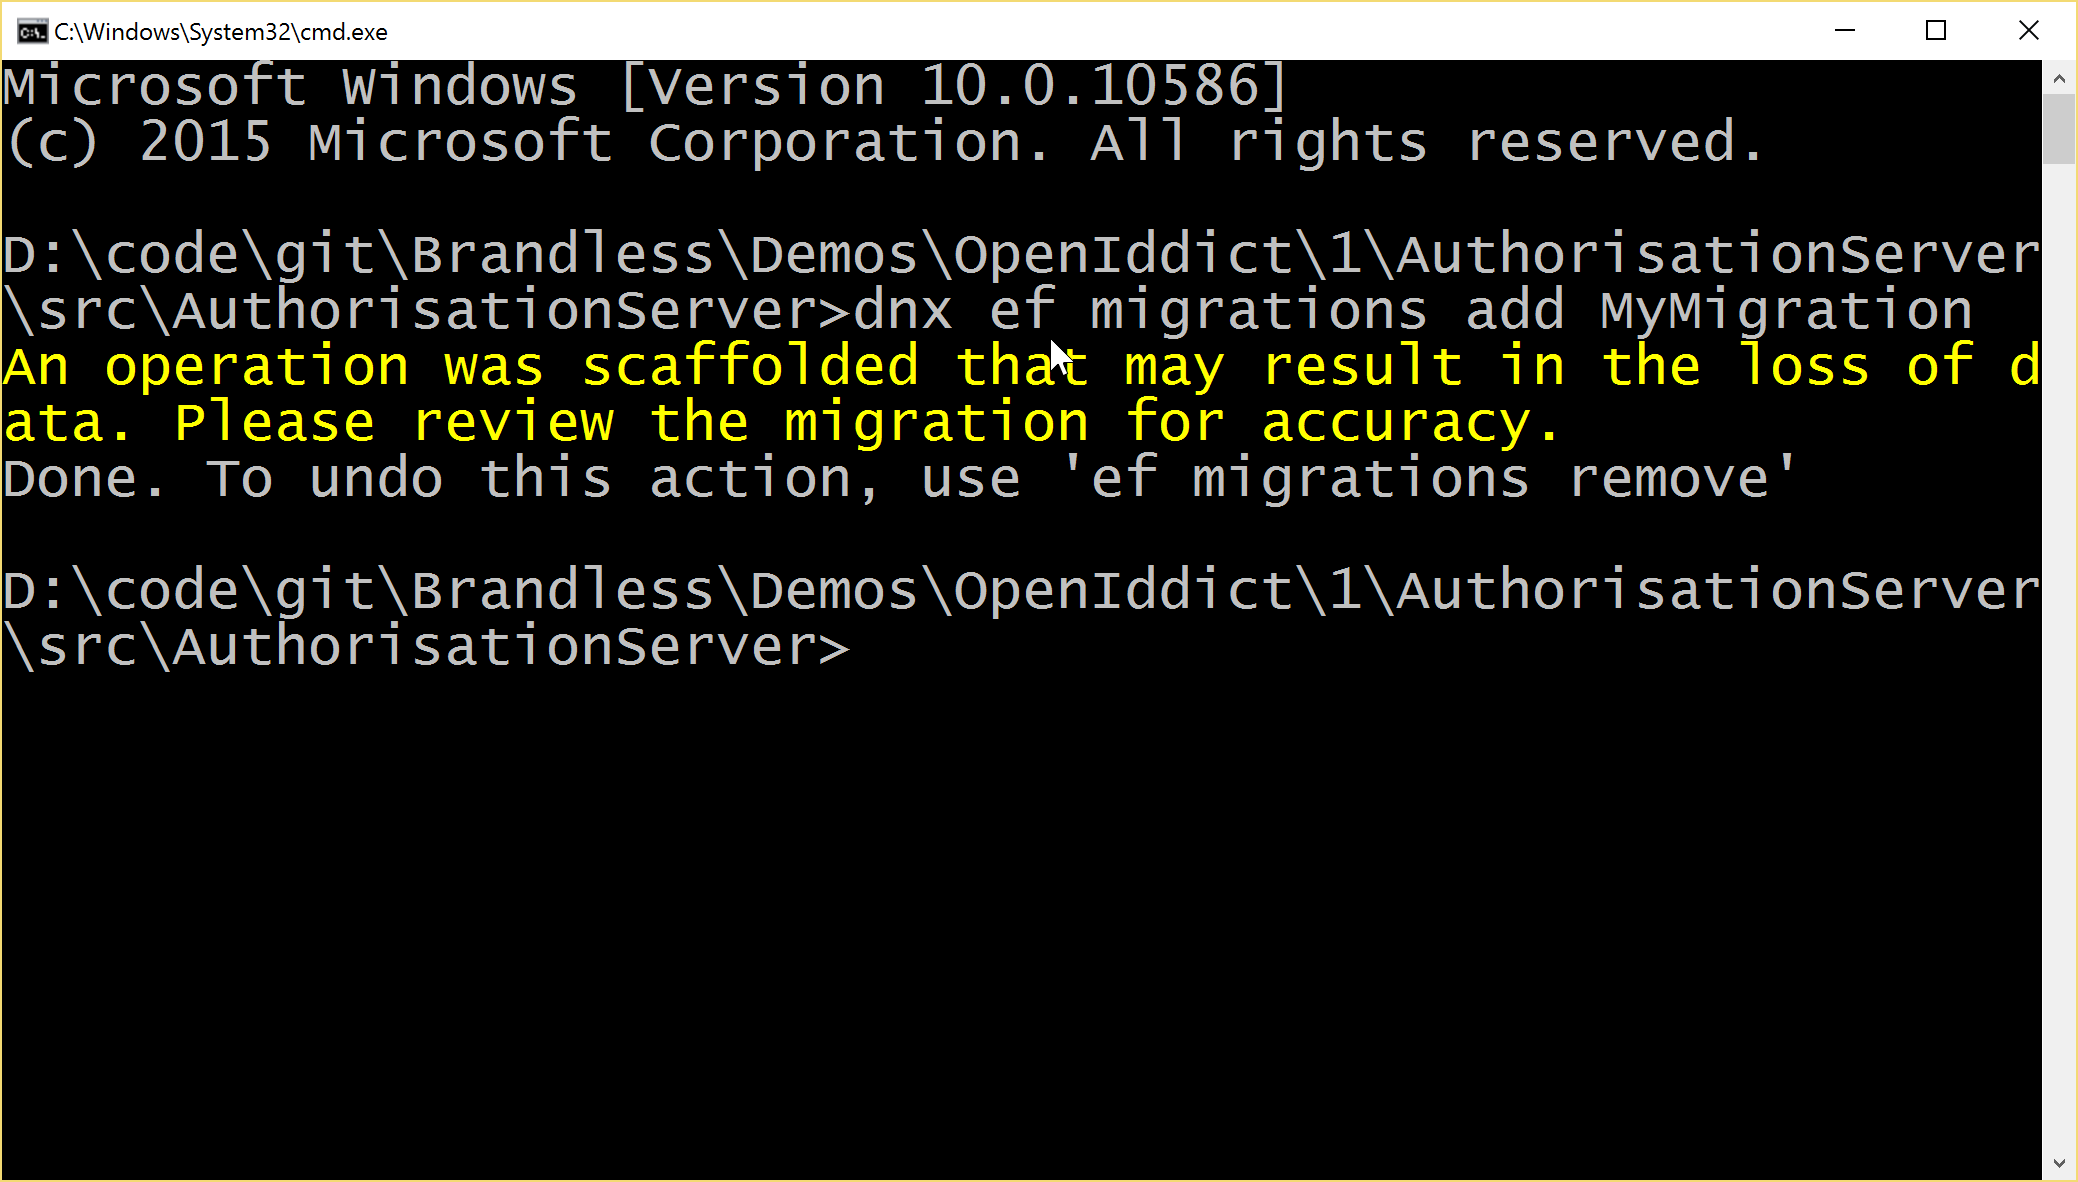 C:\Windows\System32\cmd.exe
Microsoft Windows [Version 10.0.10586]
(c) 2015 Microsoft Corporation. All rights reserved.
D:\code\git\Brandless\Demos\OpenIddict\1\AuthorisationServer
\src\AuthorisationServer>dnx ef migrations add MyMigration
An operation was scaffolded that may result in the loss of d
ata. Please review the migration for accuracy.
Done. To undo this action, use 'ef migrations remove'
D:\code\git\Brandless\Demos\OpenIddict\1\AuthorisationServer
\src\AuthorisationServer>